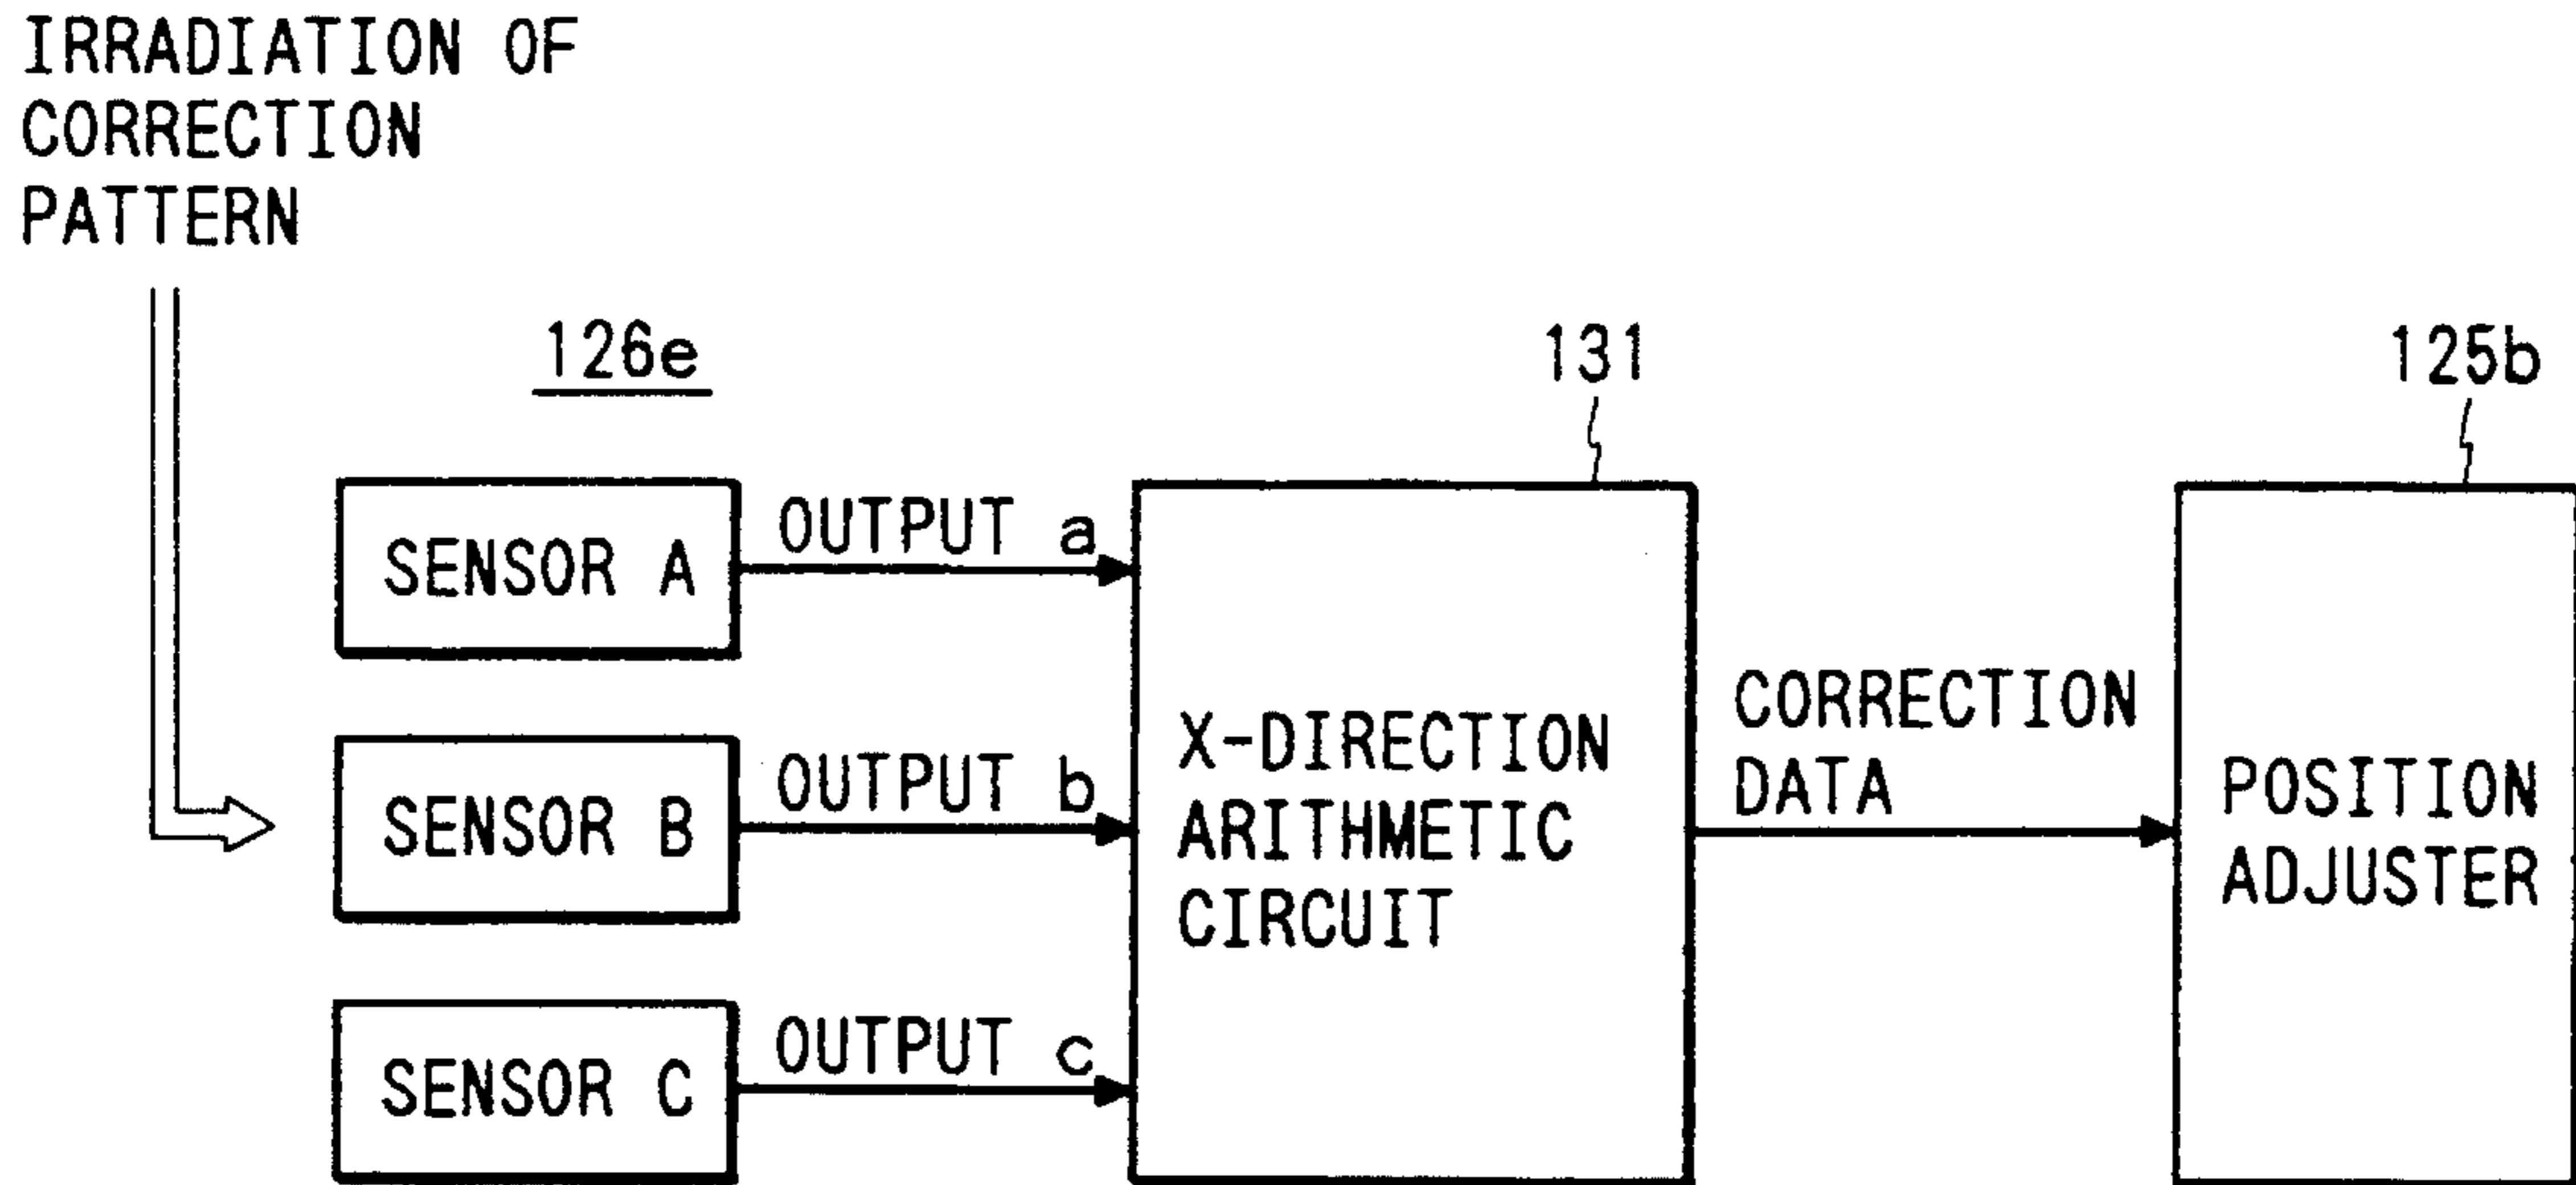 IRRADIATION OF
CORRECTION
PATTERN
126e
131
125b
SENSOR A
OUTPUT a
SENSOR B
OUTPUT b
SENSOR C
OUTPUT c
X-DIRECTION
ARITHMETIC
CIRCUIT
CORRECTION
DATA
POSITION
ADJUSTER